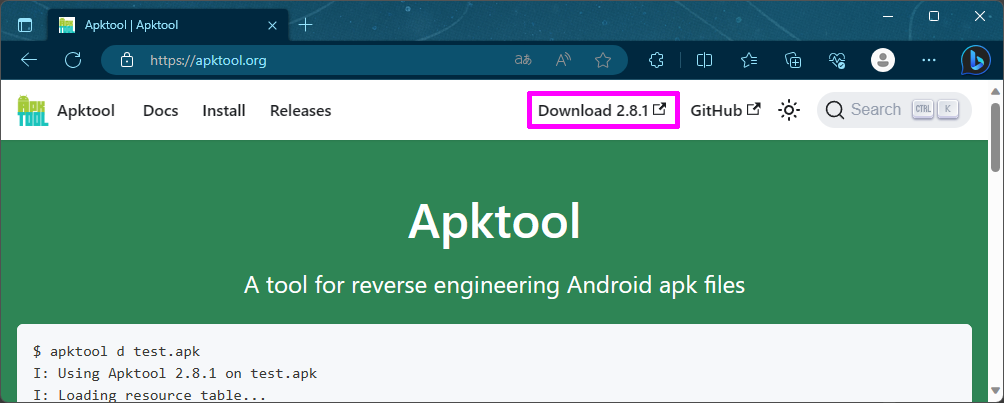 Apktool | Apktool
https://apktool.org
aあ
A
APK
TOOL
Apktool Docs Install Releases Download 2.8.1 GitHub Search CTRL K
Apktool
A tool for reverse engineering Android apk files
$ apktool d test.apk
I: Using Apktool 2.8.1 on test.apk
I: Loading resource table...